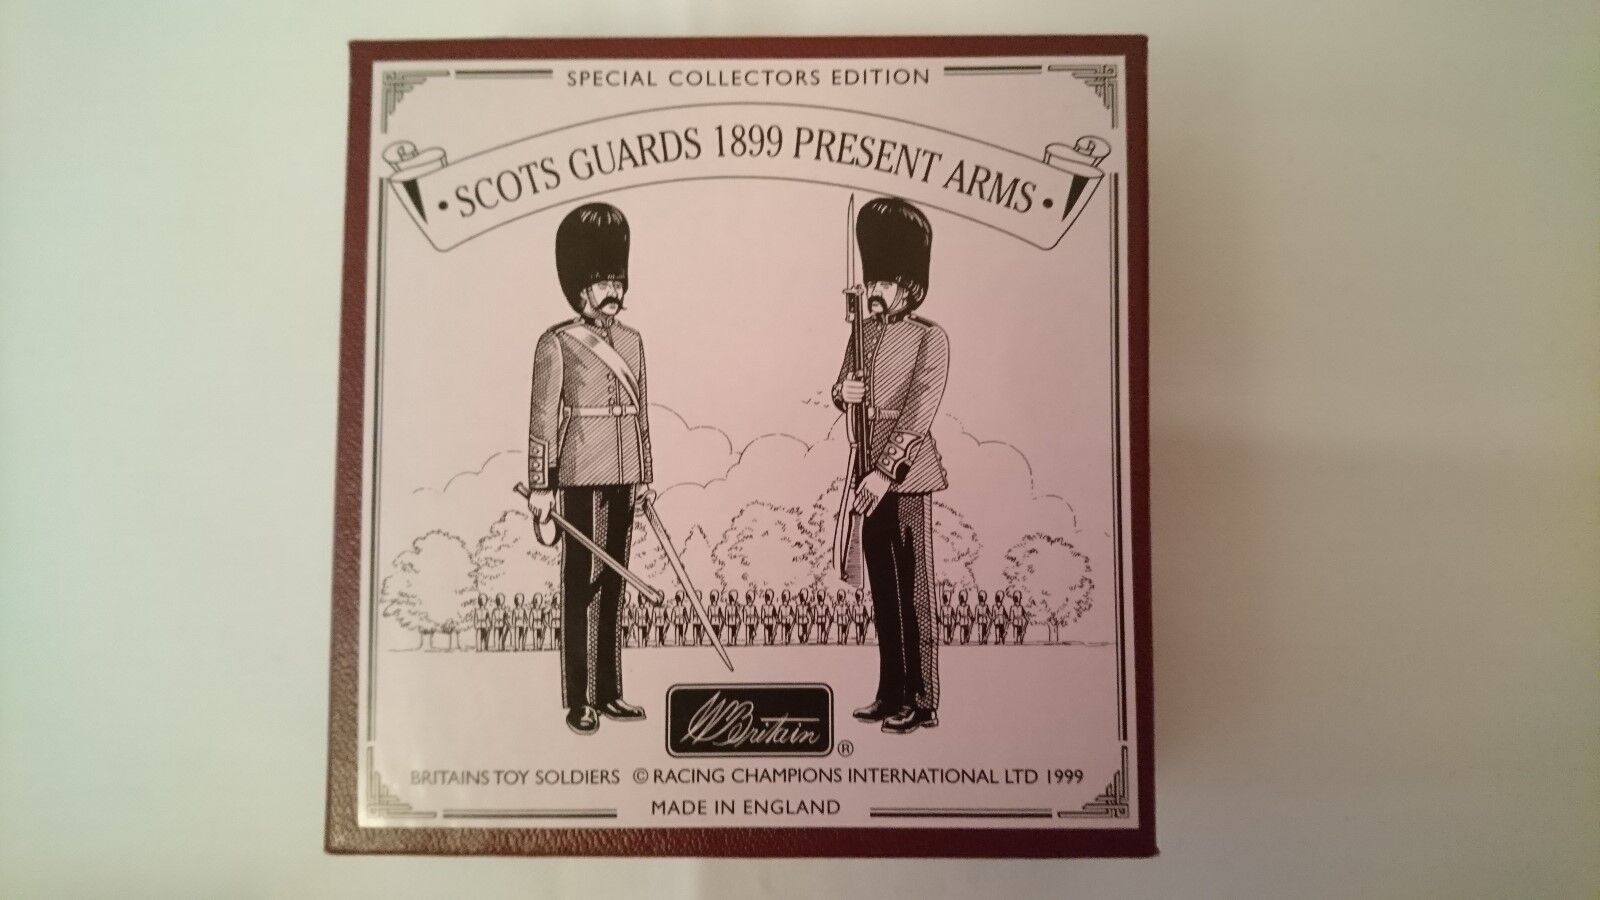 SPECIAL COLLECTORS EDITION
• SCOTS GUARDS 1899 PRESENT ARMS •
WBritain ®
BRITAINS TOY SOLDIERS © RACING CHAMPIONS INTERNATIONAL LTD 1999
MADE IN ENGLAND